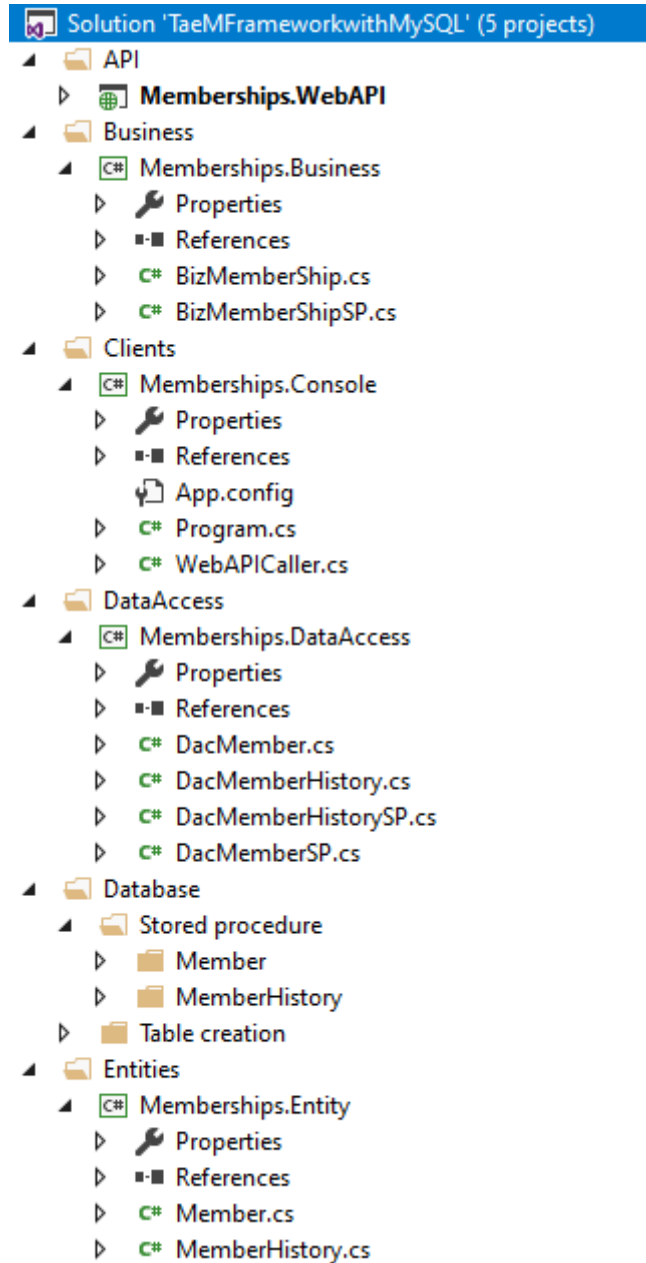 Solution 'TaeMFrameworkwithMySQL' (5 projects)
API
Memberships.WebAPI
Business
C# Memberships.Business
Properties
References
C# BizMemberShip.cs
C# BizMemberShipSP.cs
Clients
C# Memberships.Console
Properties
References
App.config
C# Program.cs
C# WebAPICaller.cs
DataAccess
C# Memberships.DataAccess
Properties
References
C# DacMember.cs
C# DacMemberHistory.cs
C# DacMemberHistorySP.cs
C# DacMemberSP.cs
Database
Stored procedure
Member
MemberHistory
Table creation
Entities
C# Memberships.Entity
Properties
References
C# Member.cs
C# MemberHistory.cs